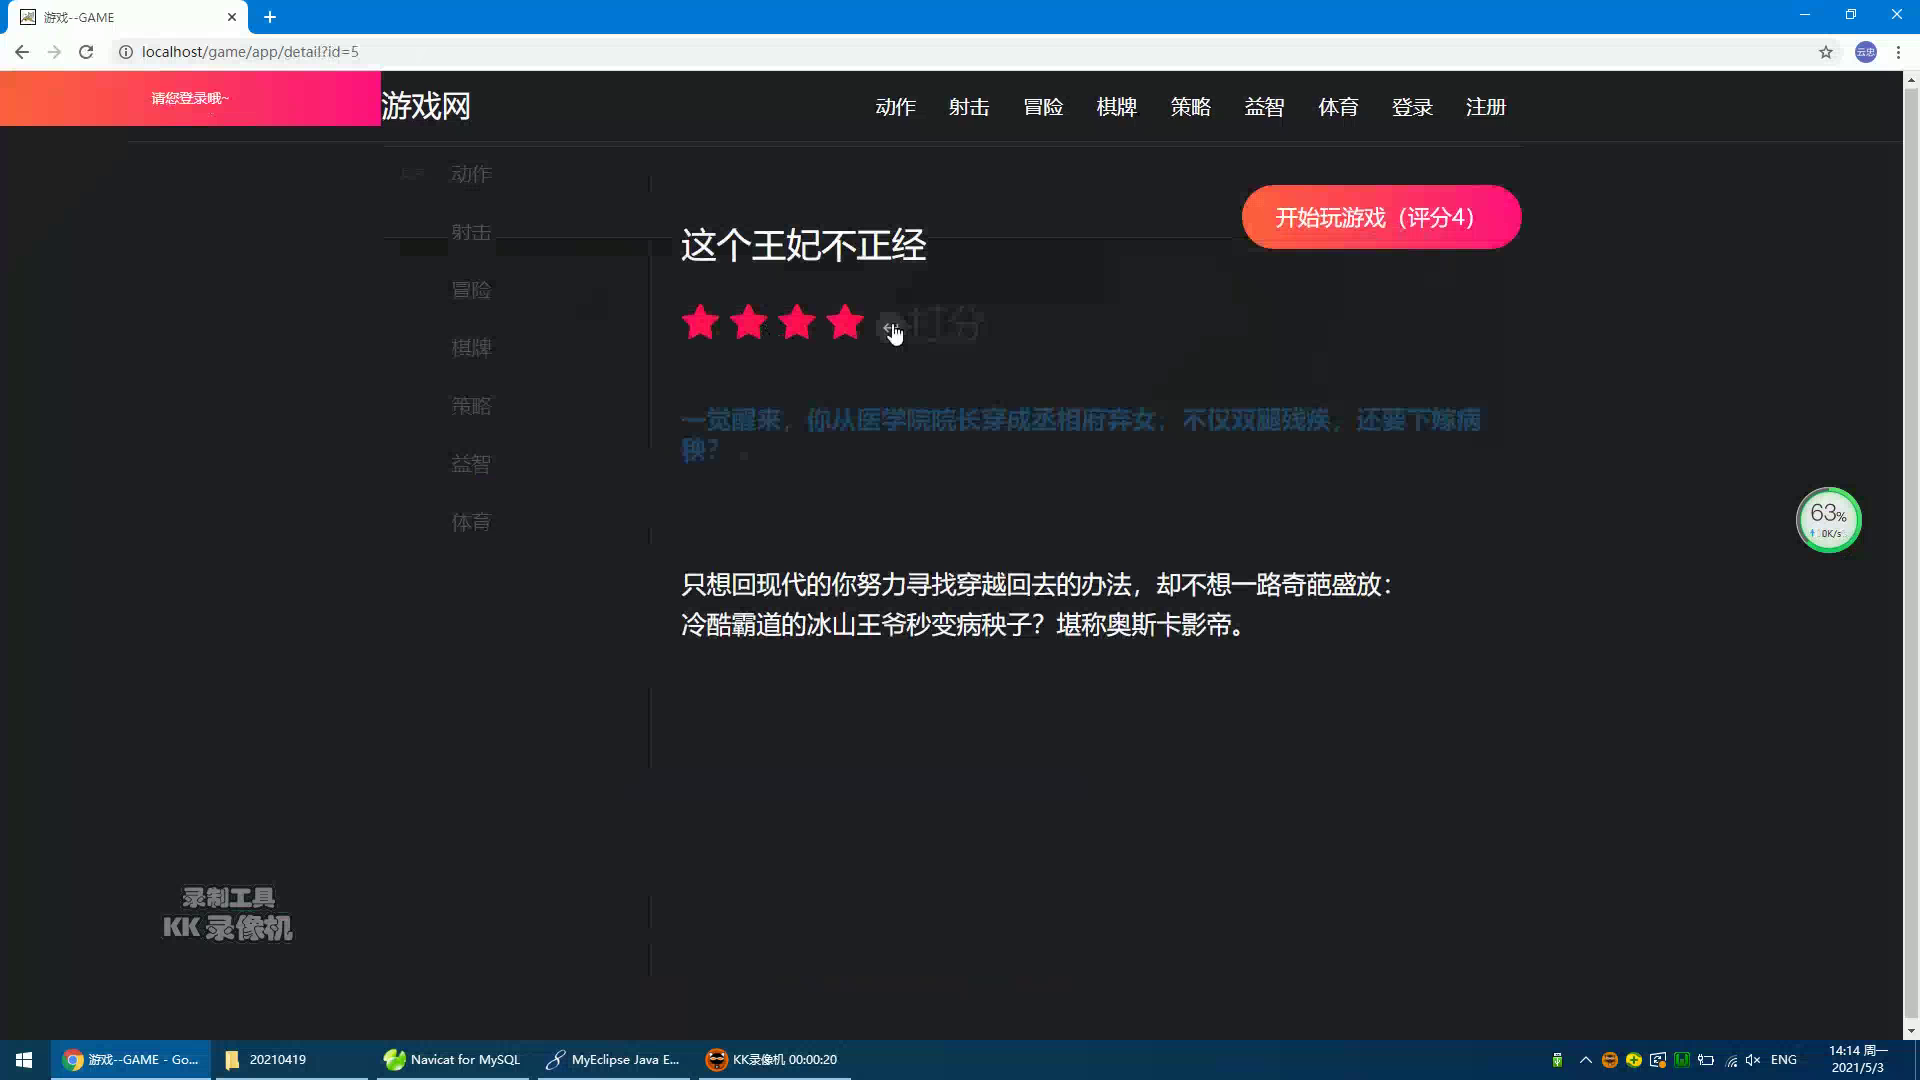 游戏--GAME
localhost/game/app/detail?id=5
云忠
请您登录哦~
游戏网
动作
射击
冒险
棋牌
策略
益智
体育
登录
注册
动作
射击
冒险
棋牌
策略
益智
体育
开始玩游戏（评分4）
这个王妃不正经
打分
一觉醒来，你从医学院院长穿成丞相府弃女；不仅双腿残疾，还要下嫁病
秧？
只想回现代的你努力寻找穿越回去的办法，却不想一路奇葩盛放：
冷酷霸道的冰山王爷秒变病秧子？堪称奥斯卡影帝。
63%
0K/s
录制工具
KK 录像机
游戏--GAME - Go...
20210419
Navicat for MySQL
MyEclipse Java E...
KK录像机 00:00:20
ENG
14:14 周一
2021/5/3